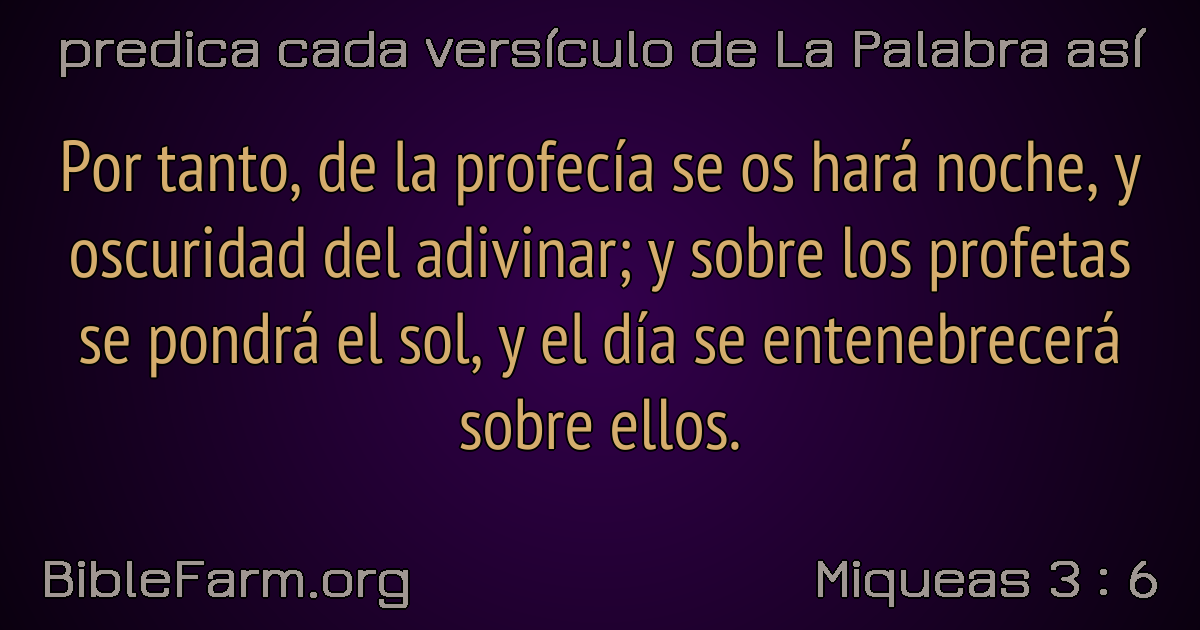 predica cada versículo de La Palabra así
Por tanto, de la profecía se os hará noche, y
oscuridad del adivinar; y sobre los profetas
se pondrá el sol, y el día se entenebrecerá
sobre ellos.
BibleFarm.org
Miqueas 3 : 6